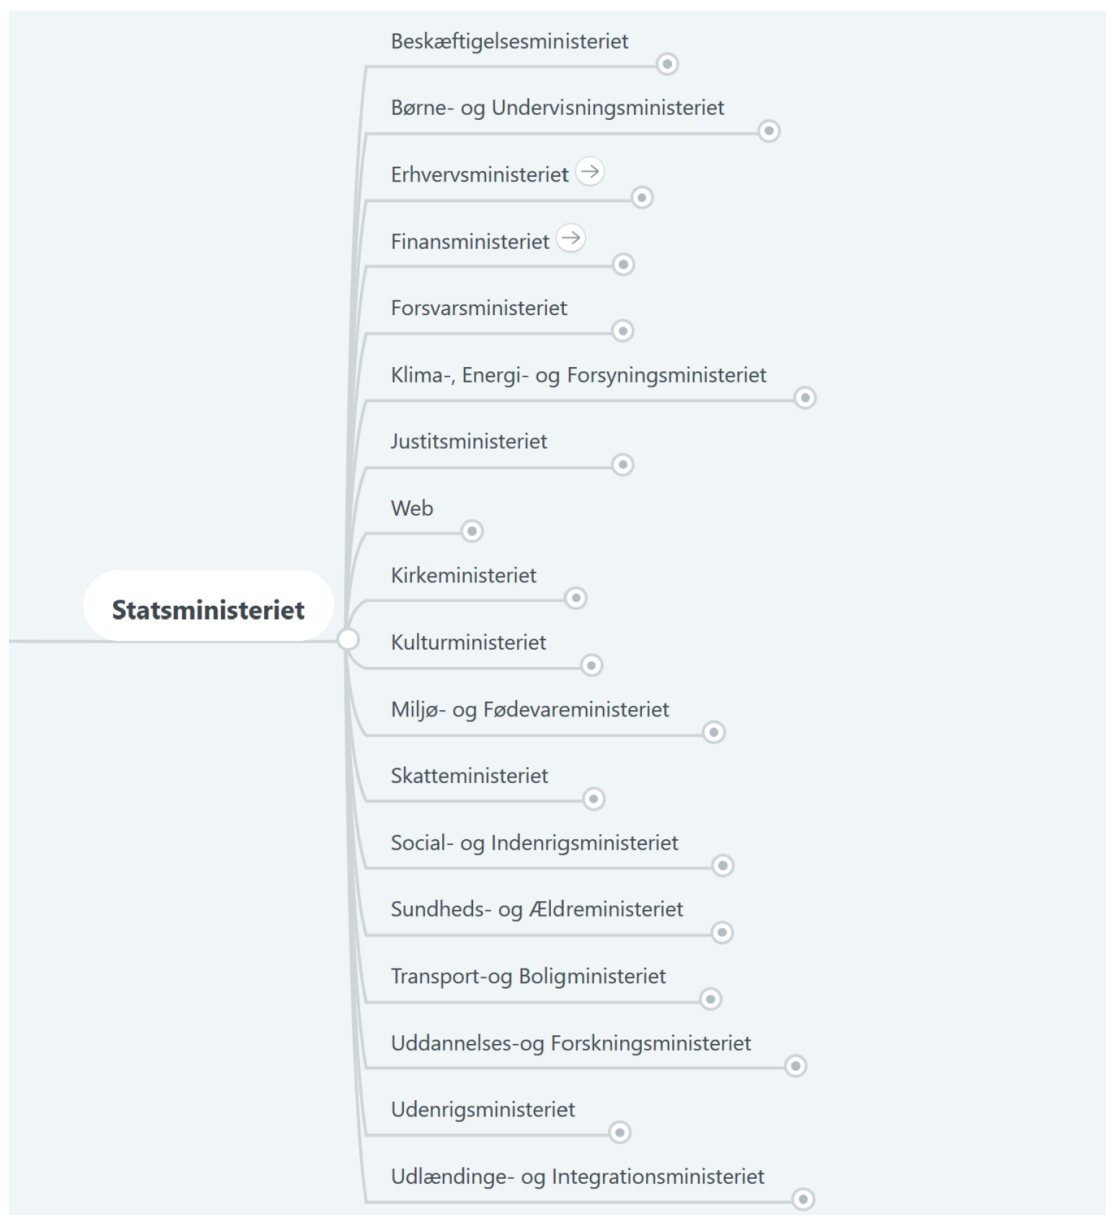 Beskæftigelsesministeriet
Børne- og Undervisningsministeriet
Erhvervsministeriet
Finansministeriet
Forsvarsministeriet
Klima-, Energi- og Forsyningsministeriet
Justitsministeriet
Web
Kirkeministeriet
Statsministeriet
Kulturministeriet
Miljø- og Fødevareministeriet
Skatteministeriet
Social- og Indenrigsministeriet
Sundheds- og Ældreministeriet
Transport-og Boligministeriet
Uddannelses-og Forskningsministeriet
Udenrigsministeriet
Udlændinge- og Integrationsministeriet